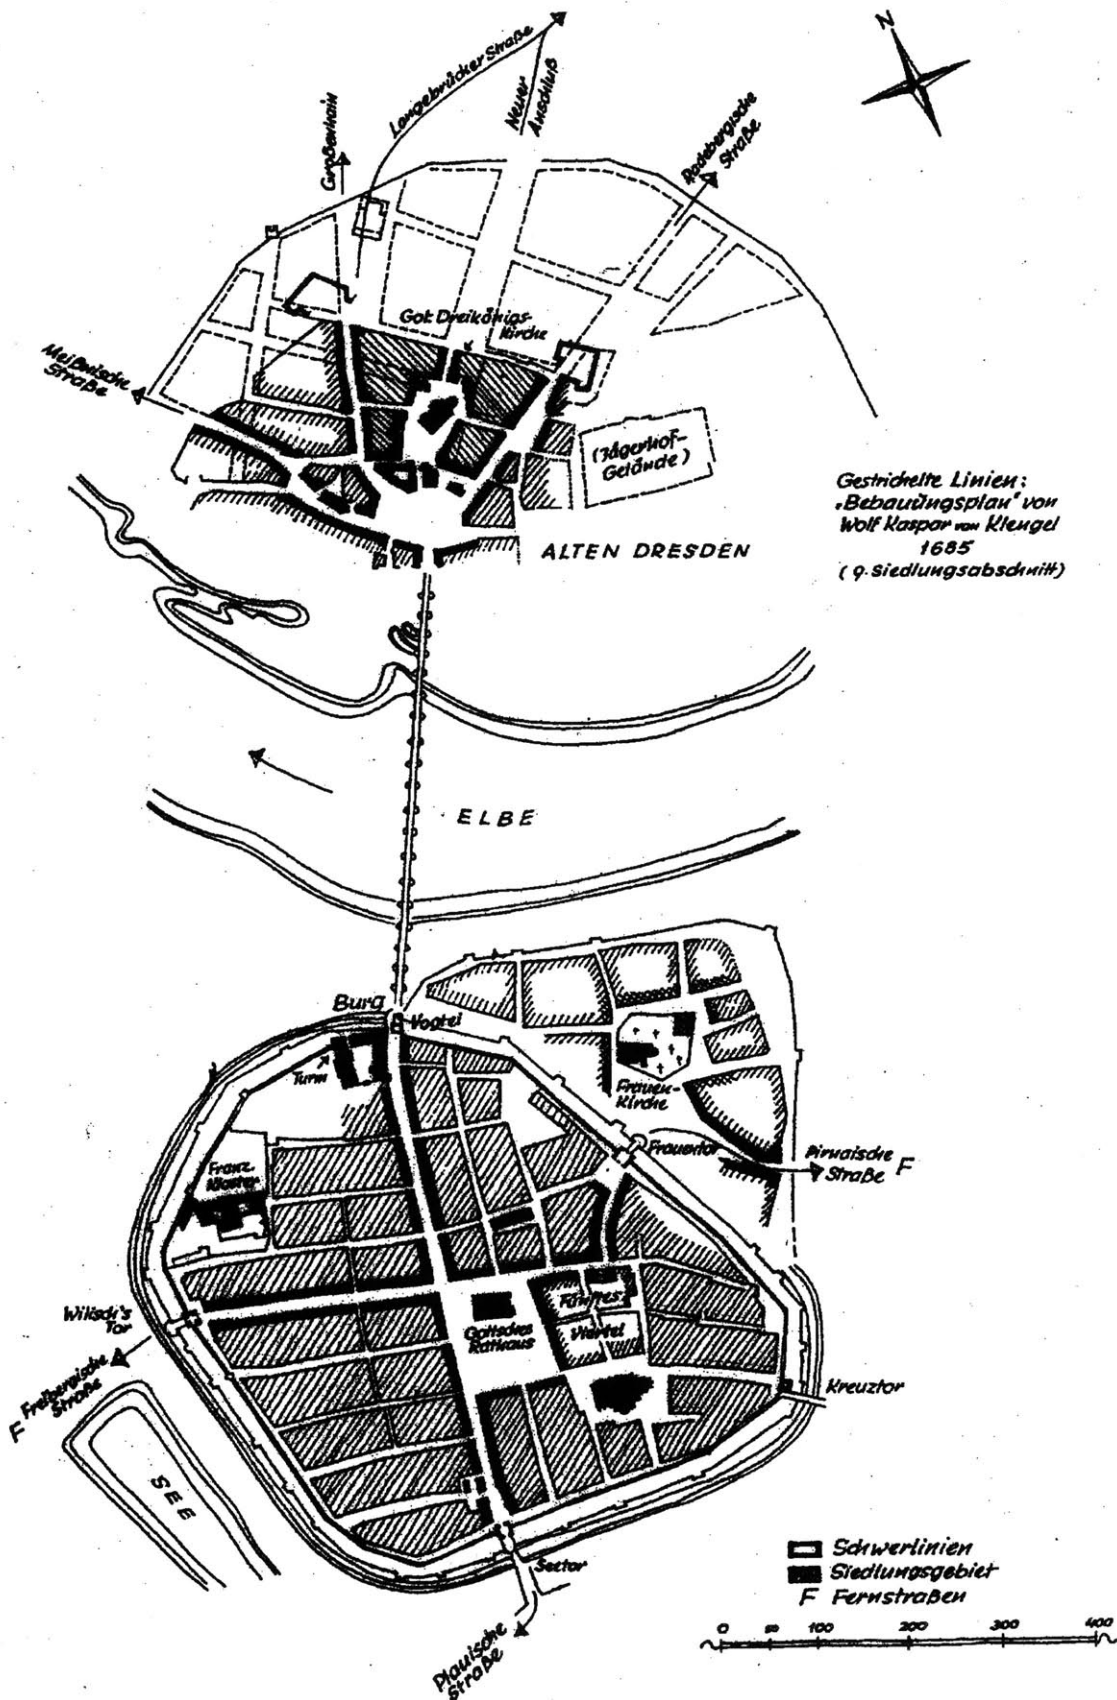 N
Langebrücker Straße
Neuer
Anschluß
Großenhain
Radebergische
Straße
Got. Dreikönigs-
kirche
Meißnische
Straße
(Jägerhof-
Gelände)
Gestrichelte Linien:
„Bebauungsplan" von
Wolf Kaspar von Klengel
1685
(9. Siedlungsabschnitt)
ALTEN DRESDEN
ELBE
Burg
Vogtei
Turm
Frauen-
kirche
Frauentor
Pirnaische
Straße F
Franz.
Kloster
Wilisch's
Tor
Gotisches
Rathaus
Viertel
Freibergische
Straße
F
Kreuztor
SEE
Seetor
Plauische
Straße
Schwerlinien
Siedlungsgebiet
F Fernstraßen
0 50 100 200 300 400